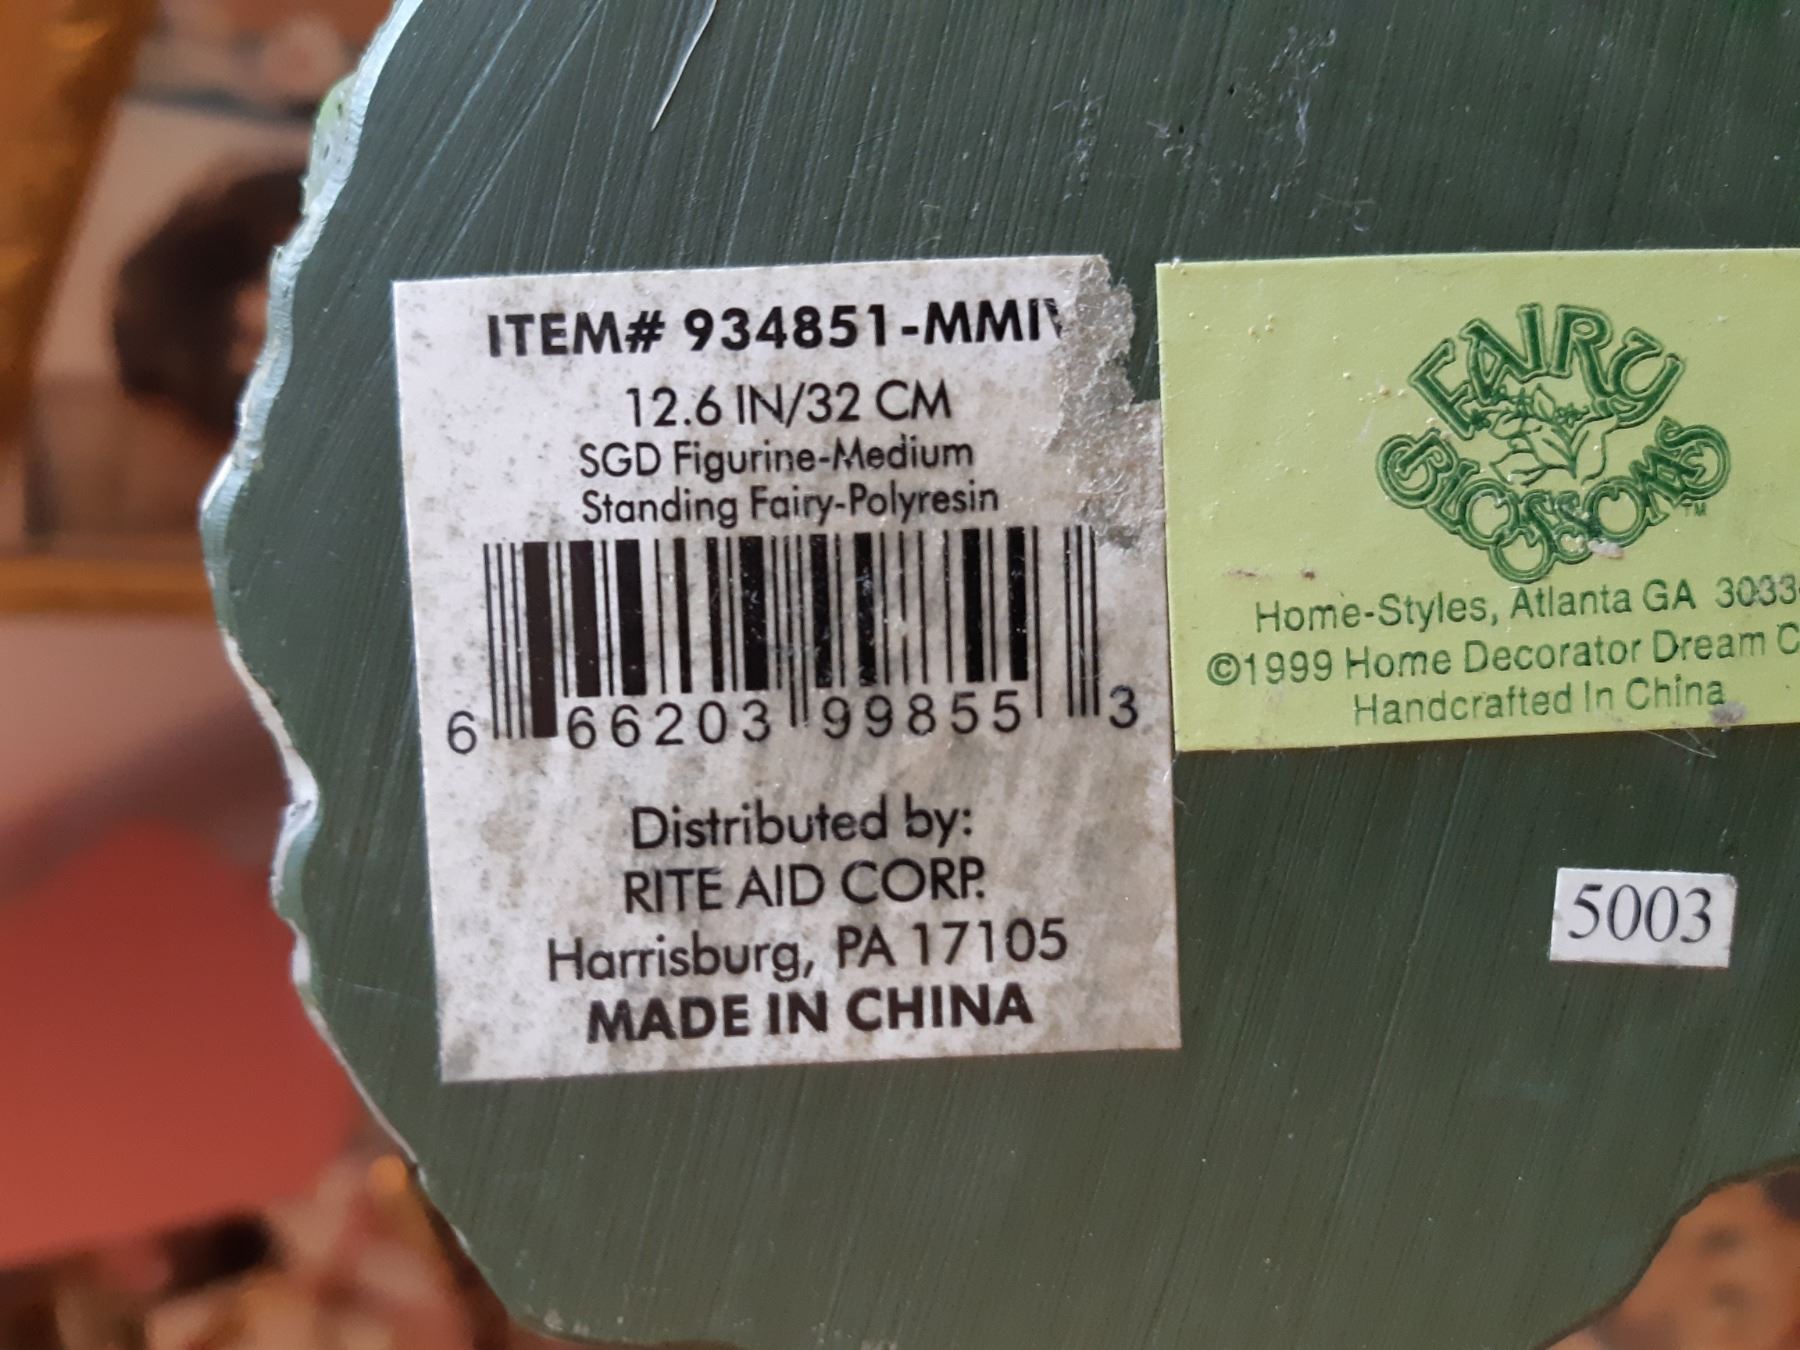 ITEM# 934851-MMIV
12.6 IN/32 CM
SGD Figurine-Medium
Standing Fairy-Polyresin
6 66203 99855 3
Distributed by:
RITE AID CORP.
Harrisburg, PA 17105
MADE IN CHINA
FAIRY
BLOSSOMS™
Home-Styles, Atlanta GA
©1999 Home Decorator Dream
Handcrafted In China
5003